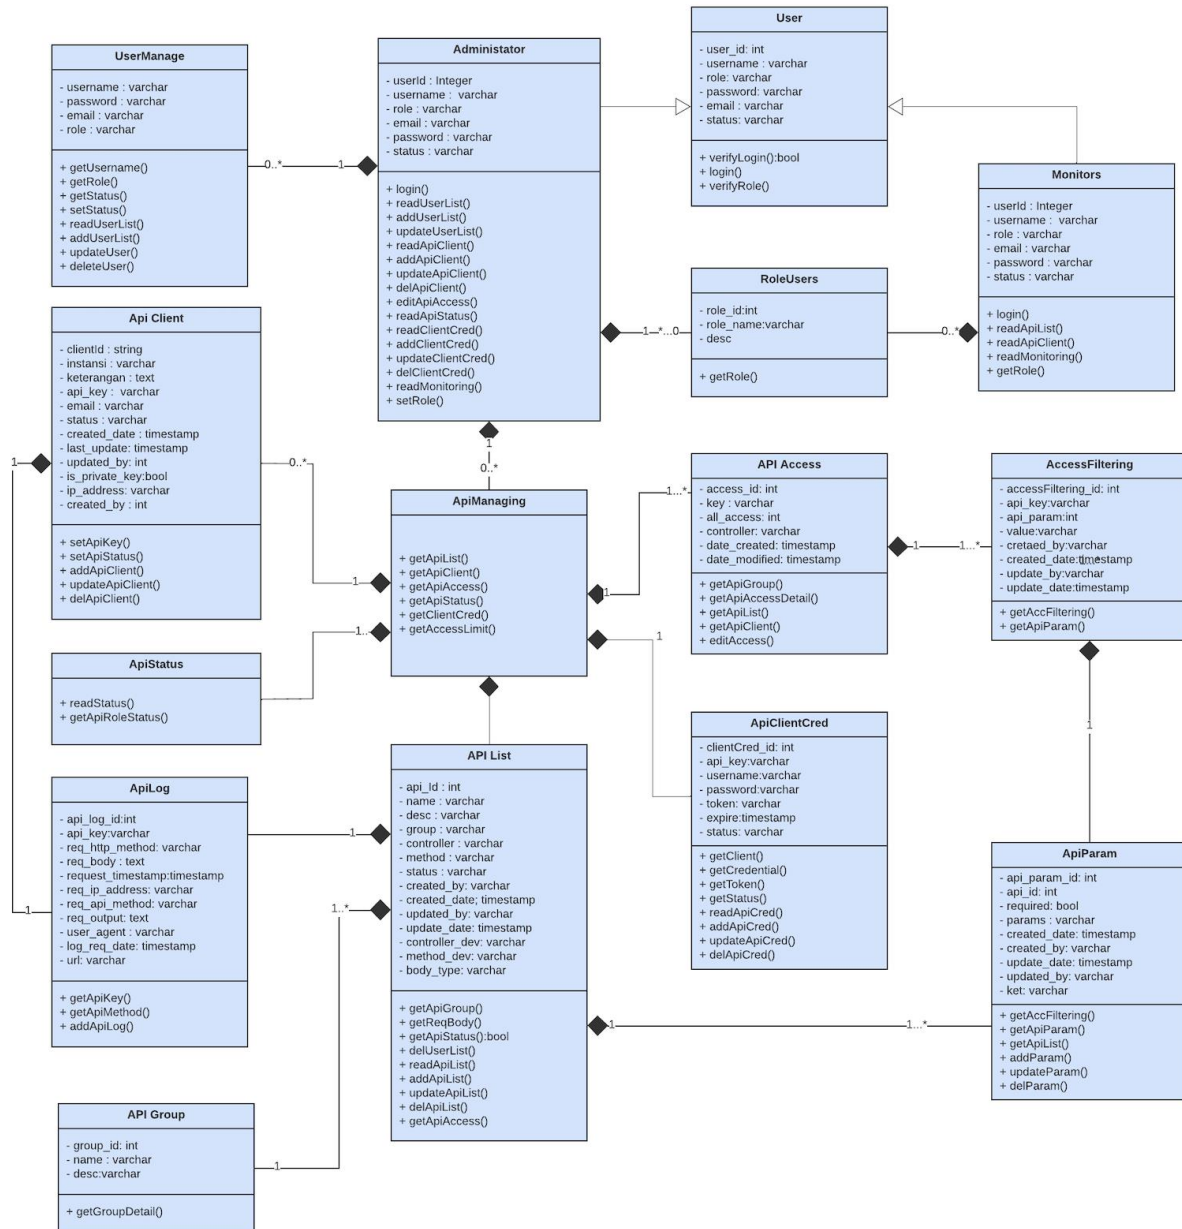 UserManage
- username : varchar
- password : varchar
- email : varchar
- role : varchar
+ getUsername()
+ getRole()
+ getStatus()
+ setStatus()
+ readUserList()
+ addUserList()
+ updateUser()
+ deleteUser()
0..*
1
Administator
- userId : Integer
- username : varchar
- role : varchar
- email : varchar
- password : varchar
- status : varchar
+ login()
+ readUserList()
+ addUserList()
+ updateUserList()
+ readApiClient()
+ addApiClient()
+ updateApiClient()
+ delApiClient()
+ editApiAccess()
+ readApiStatus()
+ readClientCred()
+ addClientCred()
+ updateClientCred()
+ delClientCred()
+ readMonitoring()
+ setRole()
User
- user_id: int
- username : varchar
- role: varchar
- password: varchar
- email : varchar
- status: varchar
+ verifyLogin():bool
+ login()
+ verifyRole()
Monitors
- userId : Integer
- username : varchar
- role : varchar
- email : varchar
- password : varchar
- status : varchar
+ login()
+ readApiList()
+ readApiClient()
+ readMonitoring()
+ getRole()
RoleUsers
- role_id:int
- role_name:varchar
- desc
+ getRole()
1..*...0
0..*
Api Client
- clientId : string
- instansi : varchar
- keterangan : text
- api_key : varchar
- email : varchar
- status : varchar
- created_date : timestamp
- last_update: timestamp
- updated_by: int
- is_private_key:bool
- ip_address: varchar
- created_by : int
+ setApiKey()
+ setApiStatus()
+ addApiClient()
+ updateApiClient()
+ delApiClient()
1
0..*
1
0..*
ApiManaging
+ getApiList()
+ getApiClient()
+ getApiAccess()
+ getApiStatus()
+ getClientCred()
+ getAccessLimit()
1
1..
1
1
1...*
API Access
- access_id: int
- key : varchar
- all_access: int
- controller: varchar
- date_created: timestamp
- date_modified: timestamp
+ getApiGroup()
+ getApiAccessDetail()
+ getApiList()
+ getApiClient()
+ editAccess()
1
1...*
AccessFiltering
- accessFiltering_id: int
- api_key:varchar
- api_param:int
- value:varchar
- cretaed_by:varchar
- created_date:timestamp
1...*
- update_by:varchar
- update_date:timestamp
+ getAccFiltering()
+ getApiParam()
1
ApiStatus
+ readStatus()
+ getApiRoleStatus()
ApiLog
- api_log_id:int
- api_key:varchar
- req_http_method: varchar
- req_body : text
- request_timestamp:timestamp
- req_ip_address: varchar
- req_api_method: varchar
- req_output: text
- user_agent : varchar
- log_req_date: timestamp
- url: varchar
+ getApiKey()
+ getApiMethod()
+ addApiLog()
1
1
1..*
API List
- api_Id : int
- name : varchar
- desc : varchar
- group : varchar
- controller : varchar
- method : varchar
- status : varchar
- created_by: varchar
- created_date; timestamp
- updated_by: varchar
- update_date: timestamp
- controller_dev: varchar
- method_dev: varchar
- body_type: varchar
+ getApiGroup()
+ getReqBody()
+ getApiStatus():bool
+ delUserList()
+ readApiList()
+ addApiList()
+ updateApiList()
+ delApiList()
+ getApiAccess()
1
1...*
ApiClientCred
- clientCred_id: int
- api_key:varchar
- username:varchar
- password:varchar
- token: varchar
- expire:timestamp
- status: varchar
+ getClient()
+ getCredential()
+ getToken()
+ getStatus()
+ readApiCred()
+ addApiCred()
+ updateApiCred()
+ delApiCred()
ApiParam
- api_param_id: int
- api_id: int
- required: bool
- params : varchar
- created_date: timestamp
- created_by: varchar
- update_date: timestamp
- updated_by: varchar
- ket: varchar
+ getAccFiltering()
+ getApiParam()
+ getApiList()
+ addParam()
+ updateParam()
+ delParam()
API Group
- group_id: int
- name : varchar
- desc:varchar
+ getGroupDetail()
1